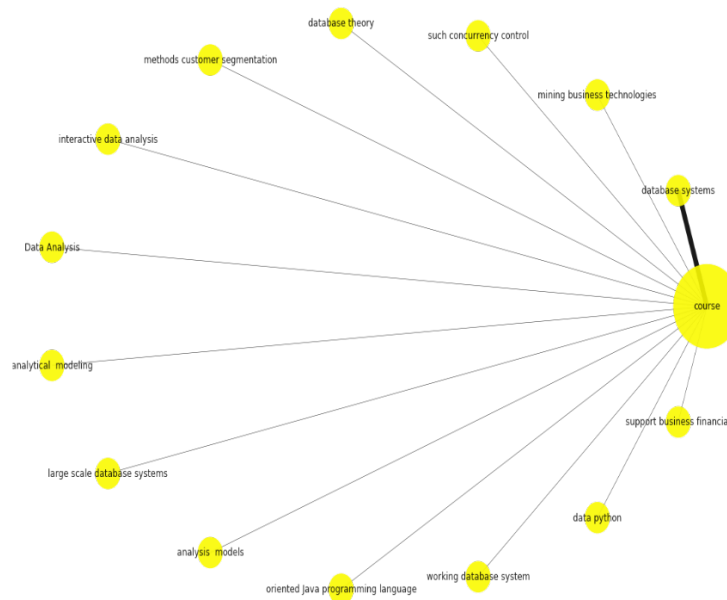 database theory
such concurrency control
methods customer segmentation
mining business technologies
interactive data analysis
database systems
Data Analysis
course
analytical modeling
support business financial
large scale database systems
data python
analysis models
working database system
oriented Java programming language